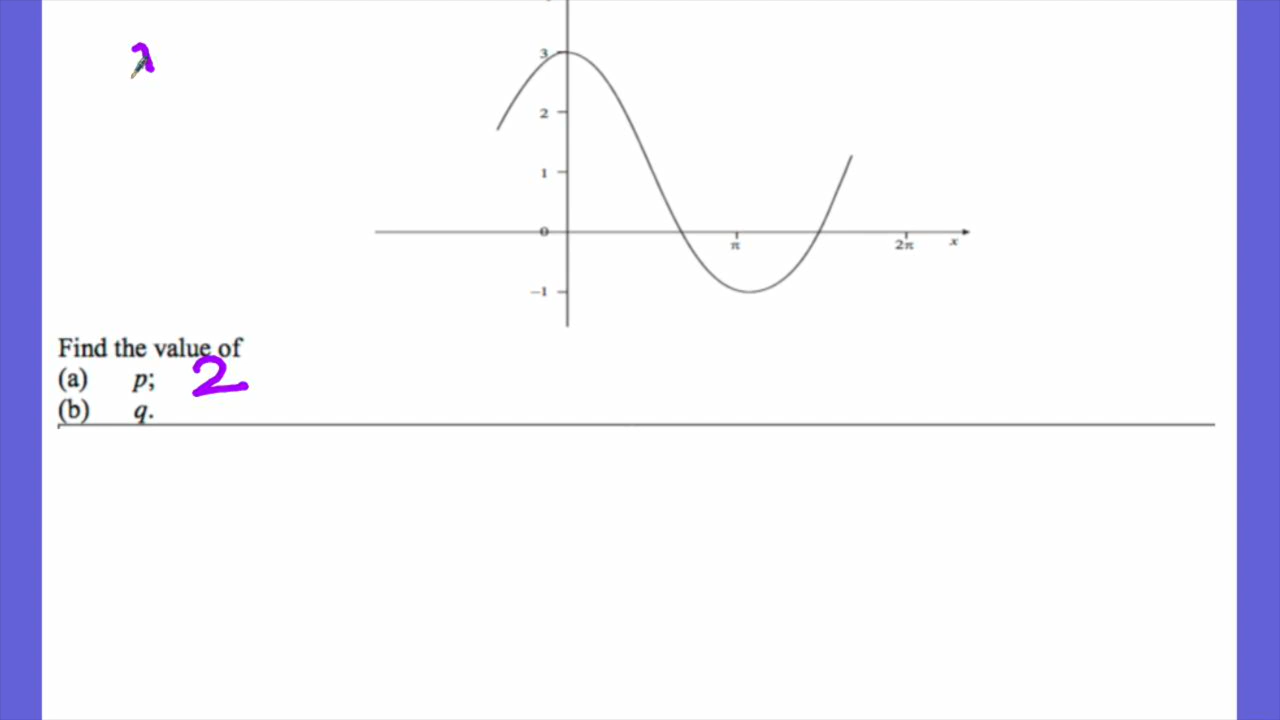 3
2
1
0
π
2π
x
−1
Find the value of
(a) p; 2
(b) q.